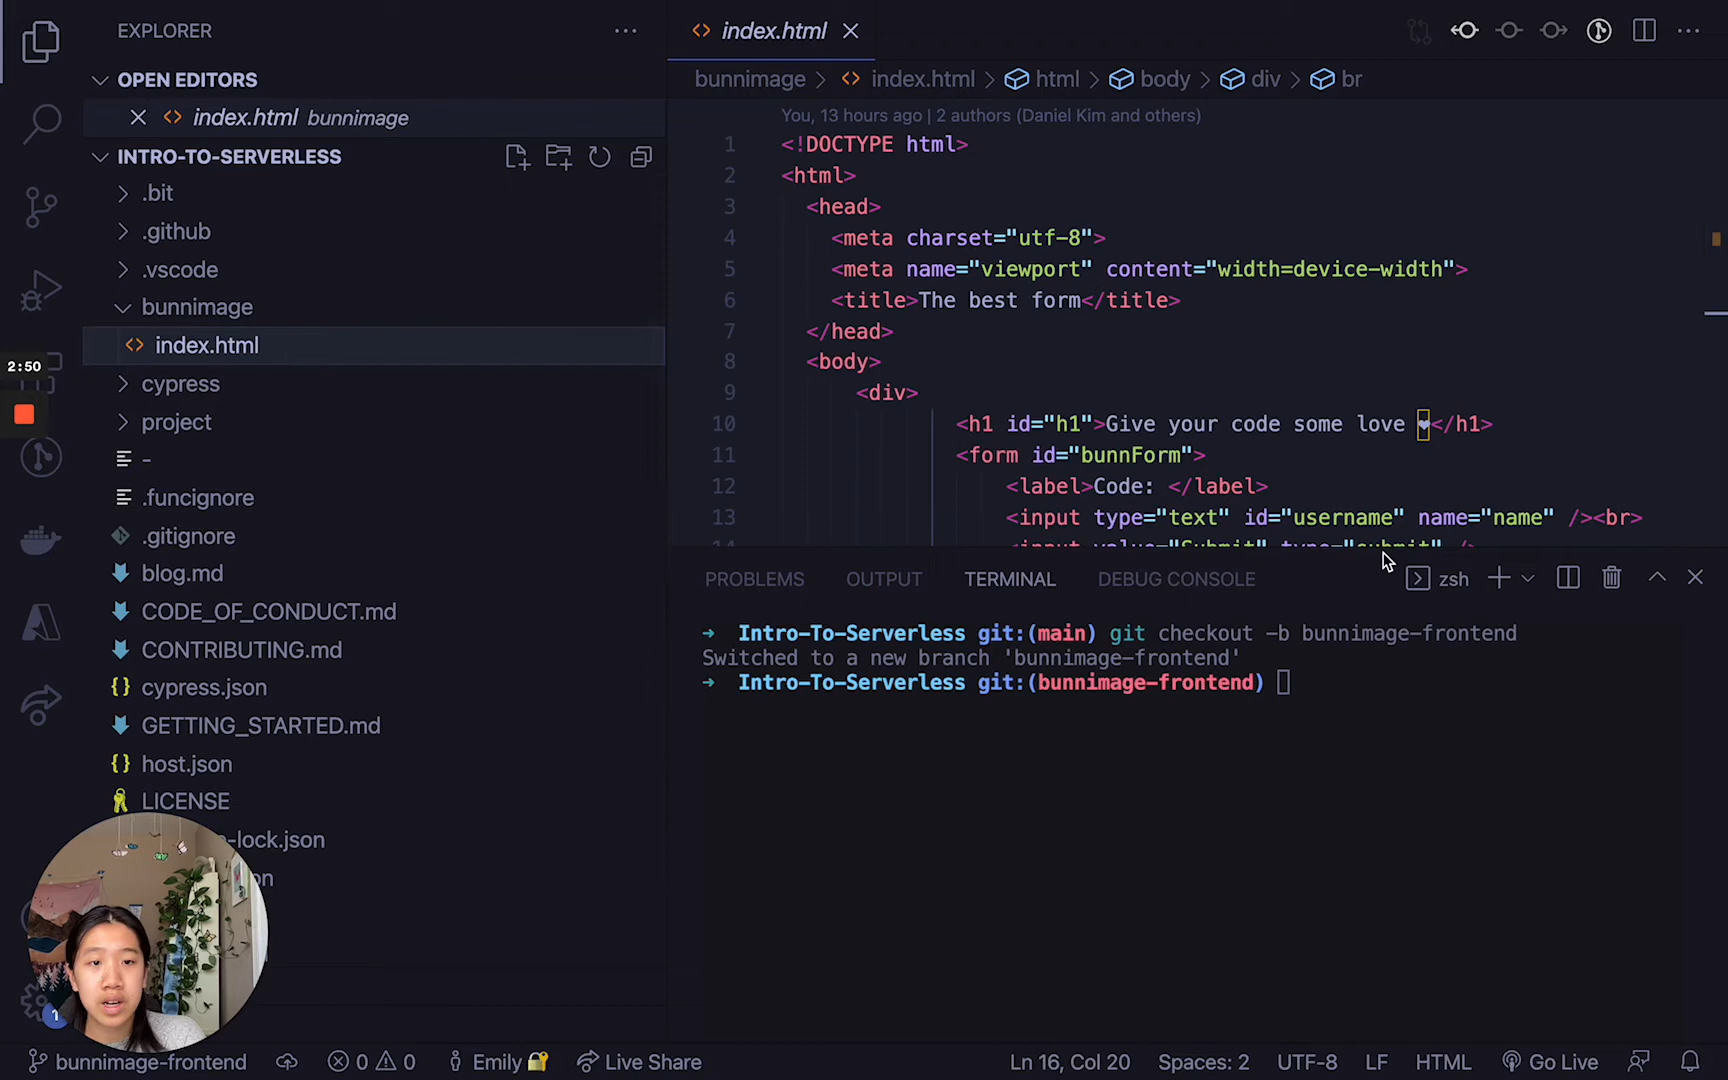 EXPLORER
OPEN EDITORS
index.html bunnimage
INTRO-TO-SERVERLESS
.bit
.github
.vscode
bunnimage
index.html
2:50
cypress
project
-
.funcignore
.gitignore
blog.md
CODE_OF_CONDUCT.md
CONTRIBUTING.md
cypress.json
GETTING_STARTED.md
host.json
LICENSE
-lock.json
1
index.html
bunnimage > index.html > html > body > div > br
You, 13 hours ago | 2 authors (Daniel Kim and others)
1 <!DOCTYPE html>
2 <html>
3 <head>
4 <meta charset="utf-8">
5 <meta name="viewport" content="width=device-width">
6 <title>The best form</title>
7 </head>
8 <body>
9 <div>
10 <h1 id="h1">Give your code some love ❤</h1>
11 <form id="bunnForm">
12 <label>Code: </label>
13 <input type="text" id="username" name="name" /><br>
14 <input value="Submit" type="submit" />
PROBLEMS OUTPUT TERMINAL DEBUG CONSOLE zsh
➜ Intro-To-Serverless git:(main) git checkout -b bunnimage-frontend
Switched to a new branch 'bunnimage-frontend'
➜ Intro-To-Serverless git:(bunnimage-frontend)
bunnimage-frontend 0 0 Emily Live Share Ln 16, Col 20 Spaces: 2 UTF-8 LF HTML Go Live